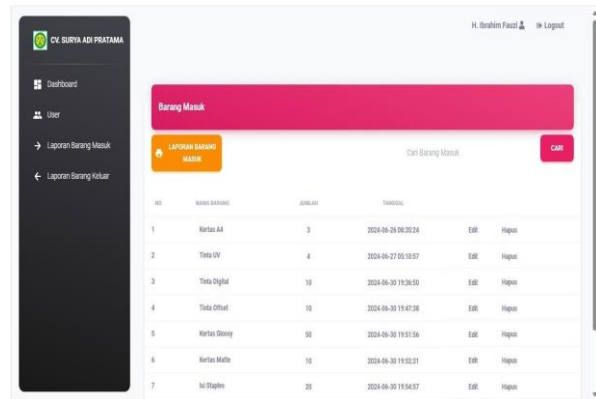 H. Ibrahim Fauzi Logout
CV. SURYA ADI PRATAMA
Dashboard
User
Laporan Barang Masuk
Laporan Barang Keluar
Barang Masuk
LAPORAN BARANG
MASUK
Cari Barang Masuk
CARI
NO NAMA BARANG JUMLAH TANGGAL
1 Kertas A4 3 2024-06-26 08:35:24 Edit Hapus
2 Tinta UV 4 2024-06-27 05:10:57 Edit Hapus
3 Tinta Digital 10 2024-06-30 19:36:50 Edit Hapus
4 Tinta Offset 10 2024-06-30 19:47:38 Edit Hapus
5 Kertas Glossy 50 2024-06-30 19:51:56 Edit Hapus
6 Kertas Matte 10 2024-06-30 19:52:31 Edit Hapus
7 Isi Staples 20 2024-06-30 19:54:57 Edit Hapus